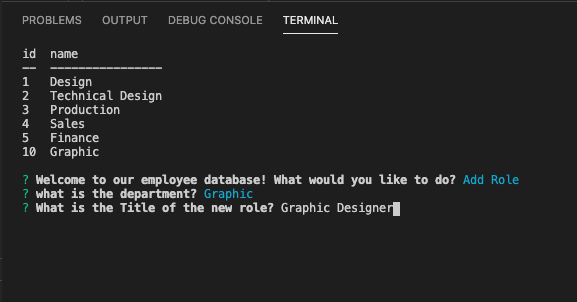 PROBLEMS OUTPUT DEBUG CONSOLE TERMINAL
id name
-- ----------------
1 Design
2 Technical Design
3 Production
4 Sales
5 Finance
10 Graphic
? Welcome to our employee database! What would you like to do? Add Role
? what is the department? Graphic
? What is the Title of the new role? Graphic Designer